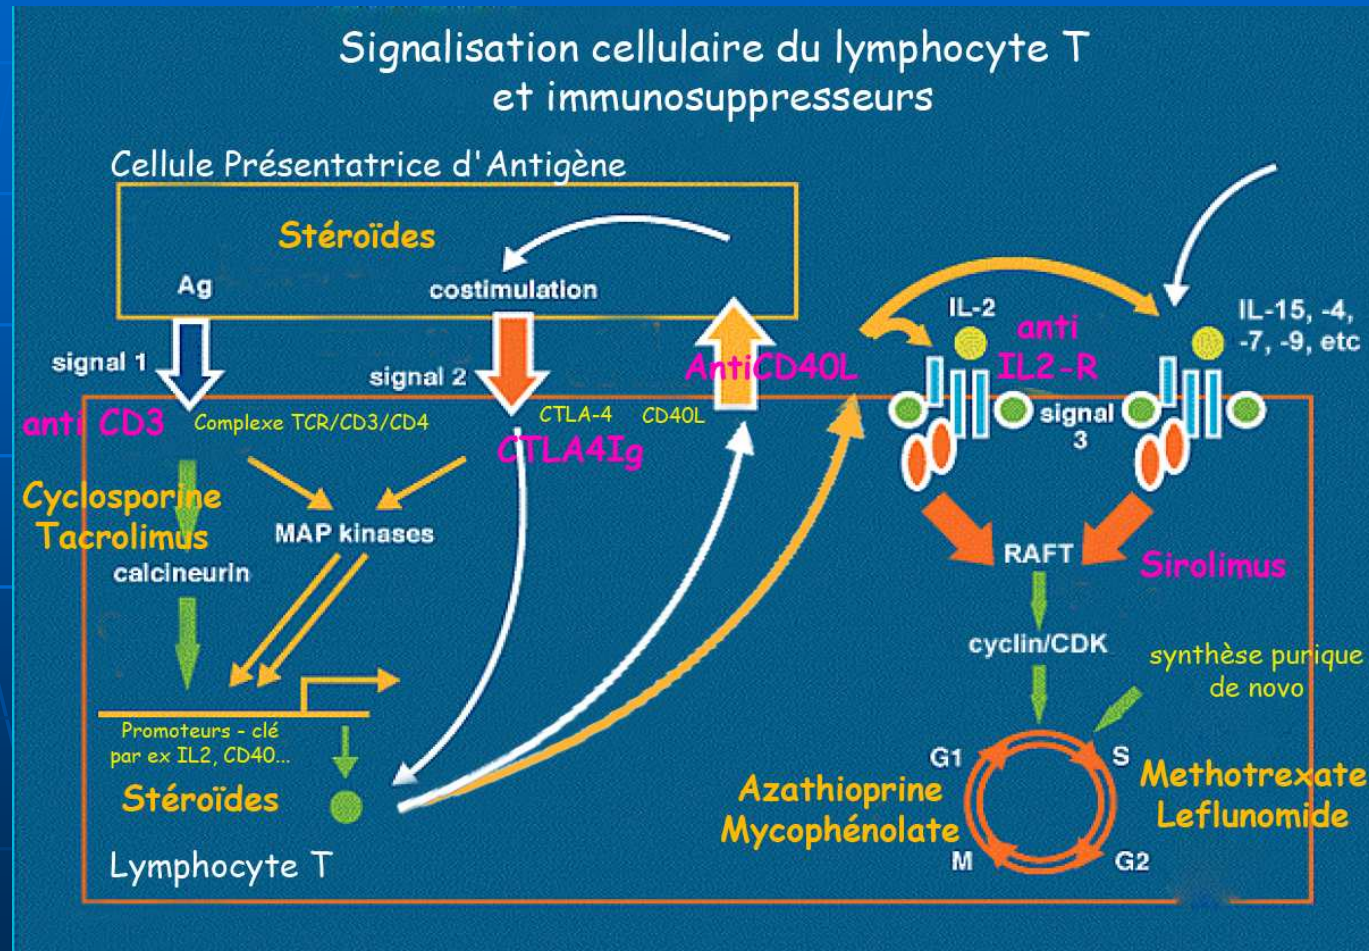 Signalisation cellulaire du lymphocyte T
et immunosuppresseurs
Cellule Présentatrice d'Antigène
Stéroïdes
Ag
costimulation
signal 1
signal 2
anti CD3
Complexe TCR/CD3/CD4
CTLA-4
CD40L
CTLA4Ig
AntiCD40L
IL-2
anti
IL2-R
IL-15, -4,
-7, -9, etc
signal
3
Cyclosporine
Tacrolimus
MAP kinases
calcineurin
RAFT
Sirolimus
cyclin/CDK
synthèse purique
de novo
Promoteurs - clé
par ex IL2, CD40...
Stéroïdes
Lymphocyte T
G1
S
Azathioprine
Mycophénolate
Methotrexate
Leflunomide
M
G2